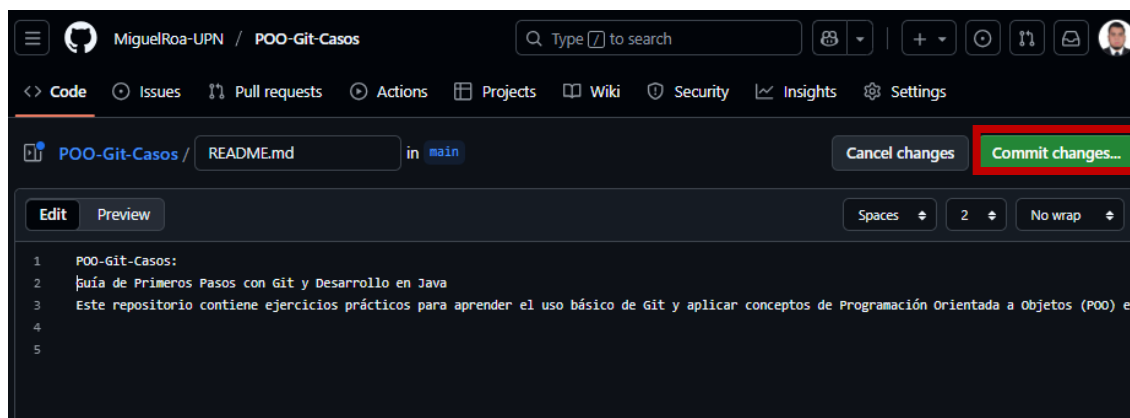 MiguelRoa-UPN / POO-Git-Casos
Type / to search
<> Code
Issues
Pull requests
Actions
Projects
Wiki
Security
Insights
Settings
POO-Git-Casos / README.md in main
Cancel changes
Commit changes...
Edit
Preview
Spaces
2
No wrap
1 POO-Git-Casos:
2 Guía de Primeros Pasos con Git y Desarrollo en Java
3 Este repositorio contiene ejercicios prácticos para aprender el uso básico de Git y aplicar conceptos de Programación Orientada a Objetos (POO) e
4
5